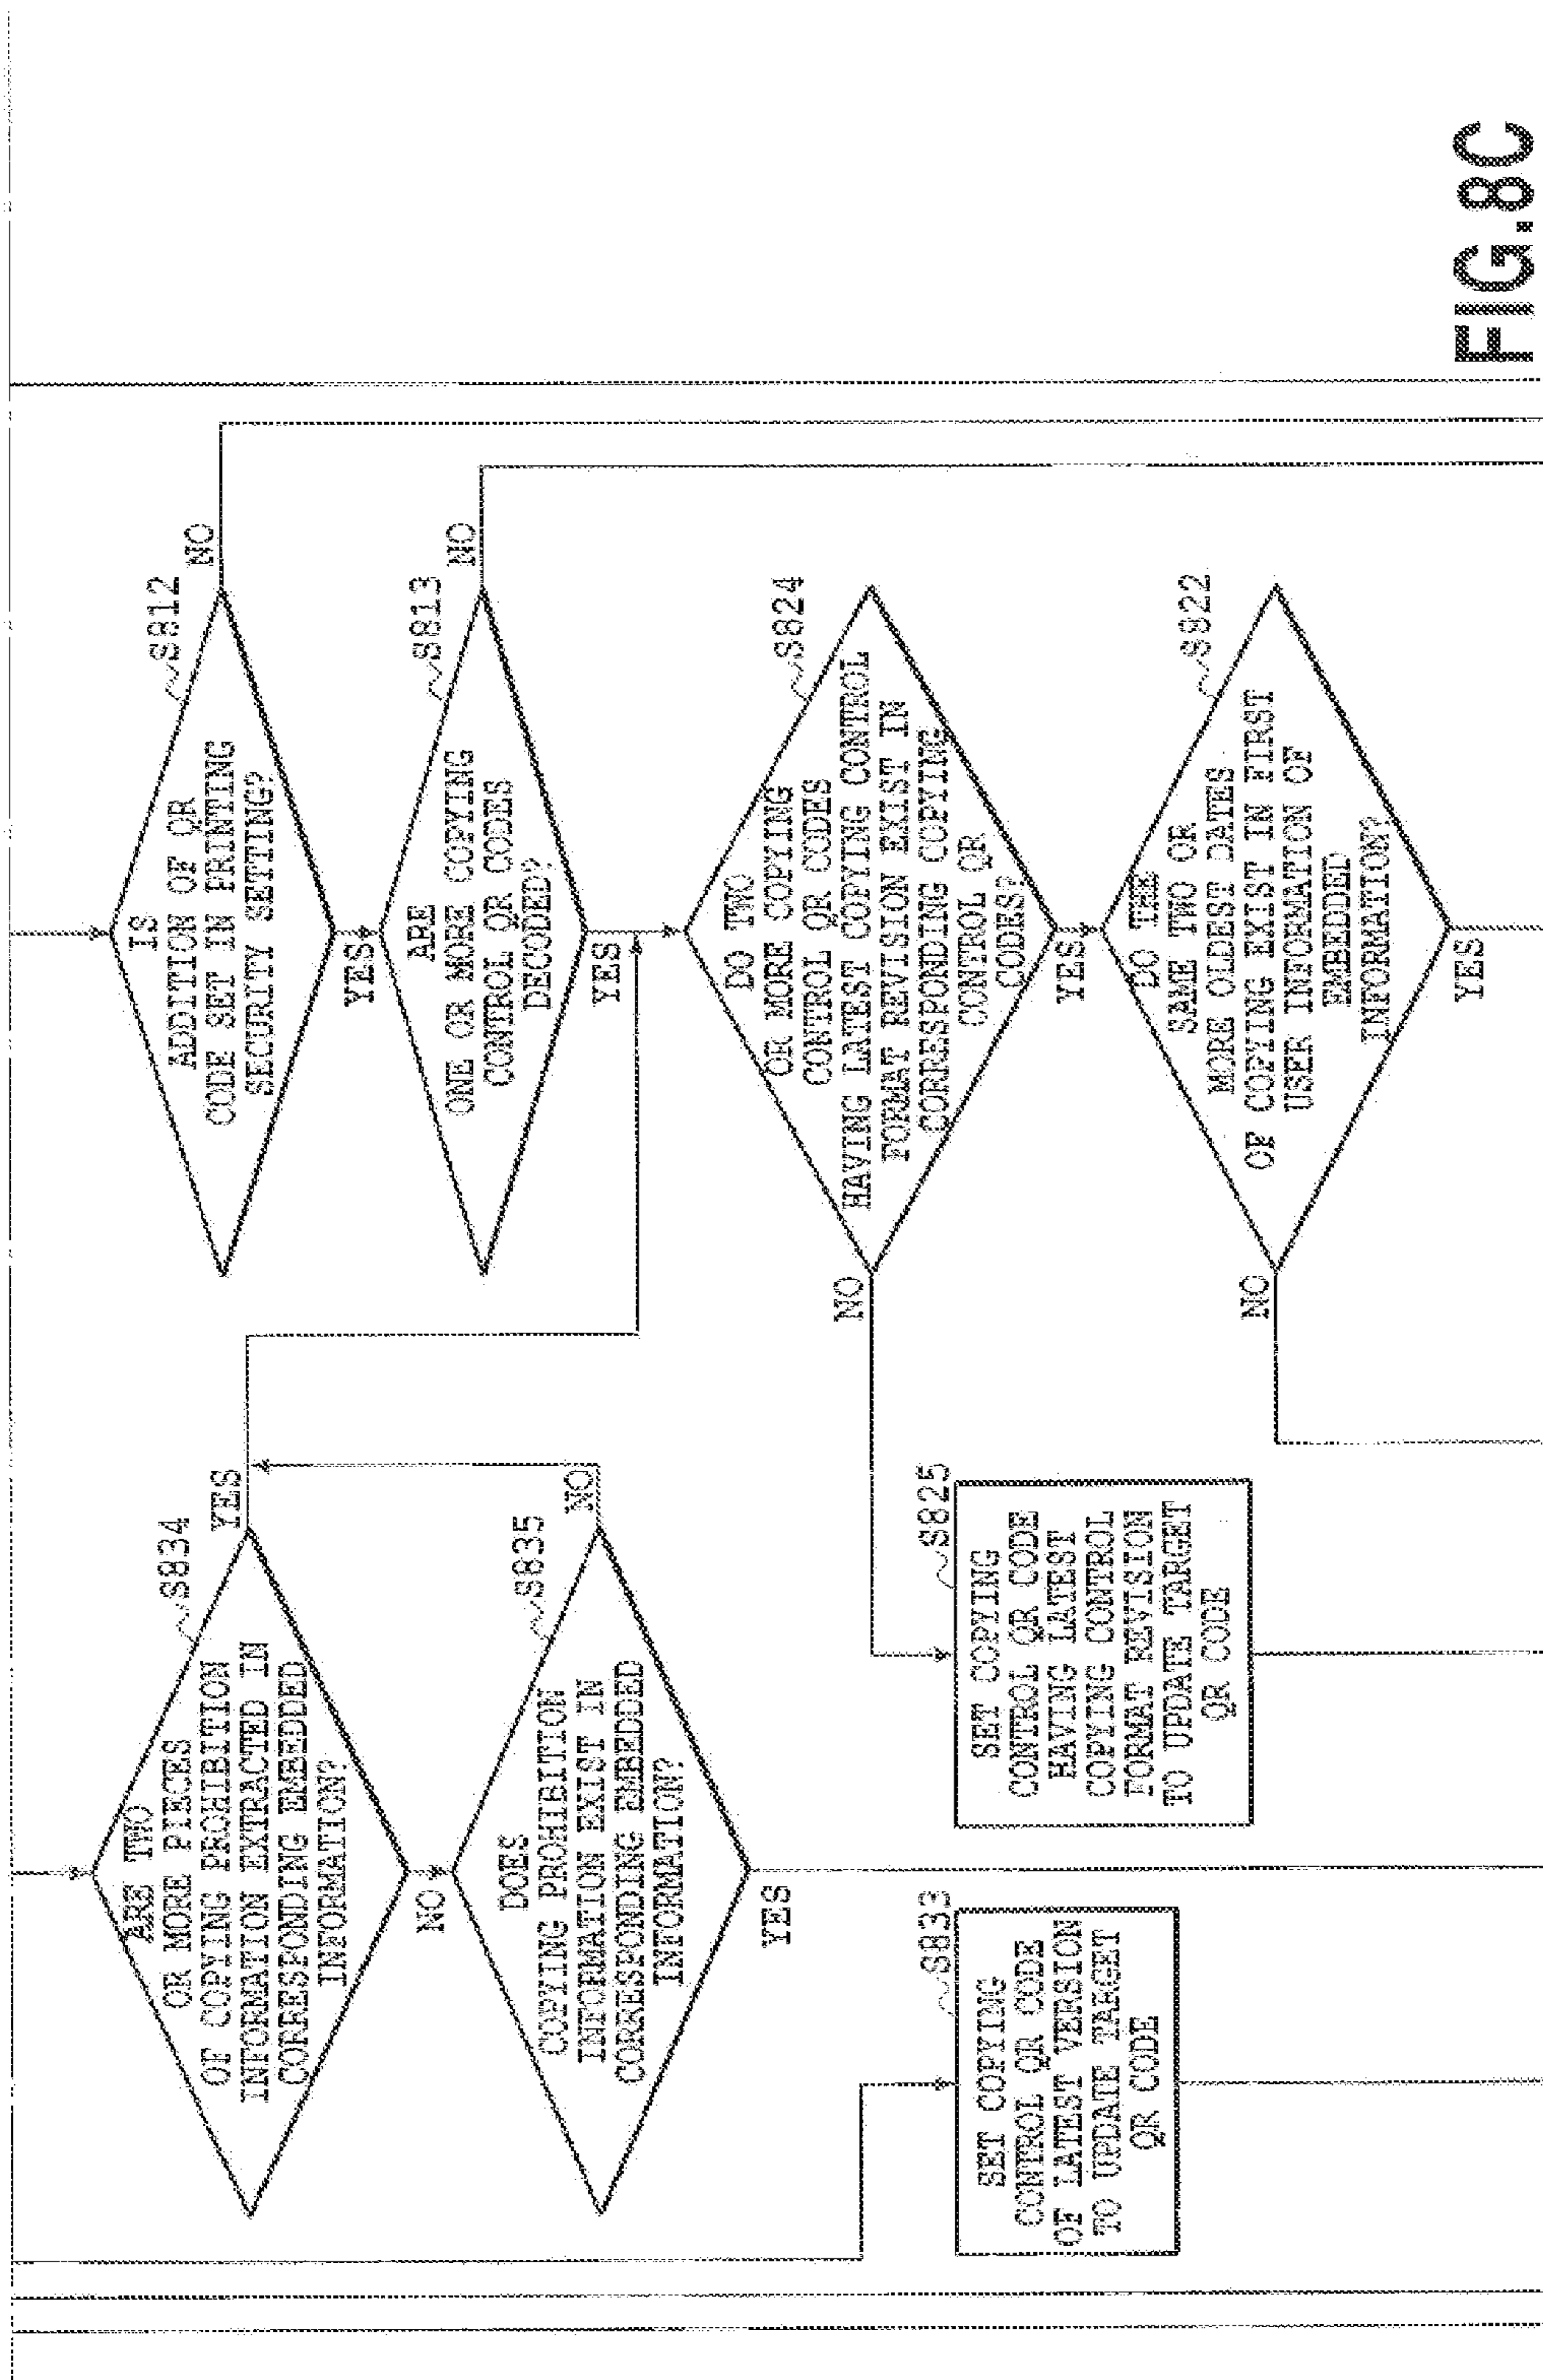 IS
ADDITION OF QR
CODE SET IN PRINTING
SECURITY SETTING?
S812
NO
YES
ARE
ONE OR MORE COPYING
CONTROL QR CODES
DECODED?
S813
NO
YES
ARE TWO
OR MORE PIECES
OF COPYING PROHIBITION
INFORMATION EXTRACTED IN
CORRESPONDING EMBEDDED
INFORMATION?
S834
YES
NO
DOES
COPYING PROHIBITION
INFORMATION EXIST IN
CORRESPONDING EMBEDDED
INFORMATION?
S835
NO
YES
DO TWO
OR MORE COPYING
CONTROL QR CODES
HAVING LATEST COPYING CONTROL
FORMAT REVISION EXIST IN
CORRESPONDING COPYING
CONTROL QR
CODES?
S824
NO
YES
SET COPYING
CONTROL QR CODE
OF LATEST VERSION
TO UPDATE TARGET
QR CODE
S833
SET COPYING
CONTROL QR CODE
HAVING LATEST
COPYING CONTROL
FORMAT REVISION
TO UPDATE TARGET
QR CODE
S825
DO THE
SAME TWO OR
MORE OLDEST DATES
OF COPYING EXIST IN FIRST
USER INFORMATION OF
EMBEDDED
INFORMATION?
S822
NO
YES
FIG.8C